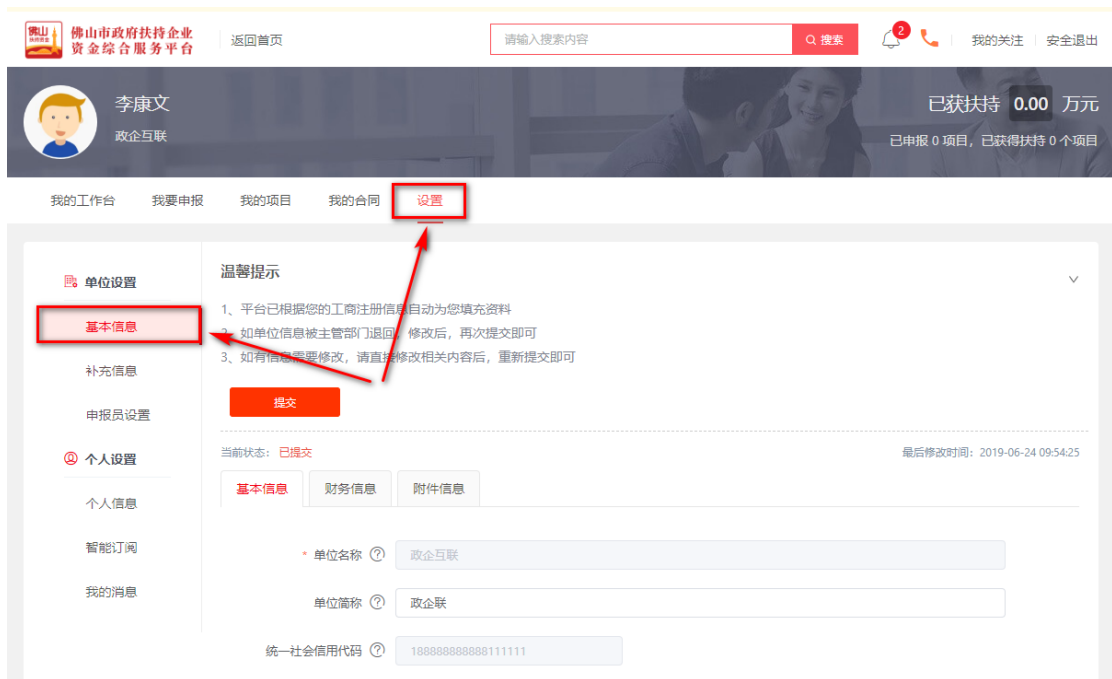 佛山市政府扶持企业
资金综合服务平台
返回首页
请输入搜索内容
搜索
2
我的关注
安全退出
李康文
政企互联
已获扶持 0.00 万元
已申报 0 项目，已获得扶持 0 个项目
我的工作台
我要申报
我的项目
我的合同
设置
单位设置
基本信息
补充信息
申报员设置
个人设置
个人信息
智能订阅
我的消息
温馨提示
1、平台已根据您的工商注册信息自动为您填充资料
2、如单位信息被主管部门退回，修改后，再次提交即可
3、如有信息需要修改，请直接修改相关内容后，重新提交即可
提交
当前状态：已提交
最后修改时间：2019-06-24 09:54:25
基本信息
财务信息
附件信息
* 单位名称
政企互联
单位简称
政企联
统一社会信用代码
188888888888111111